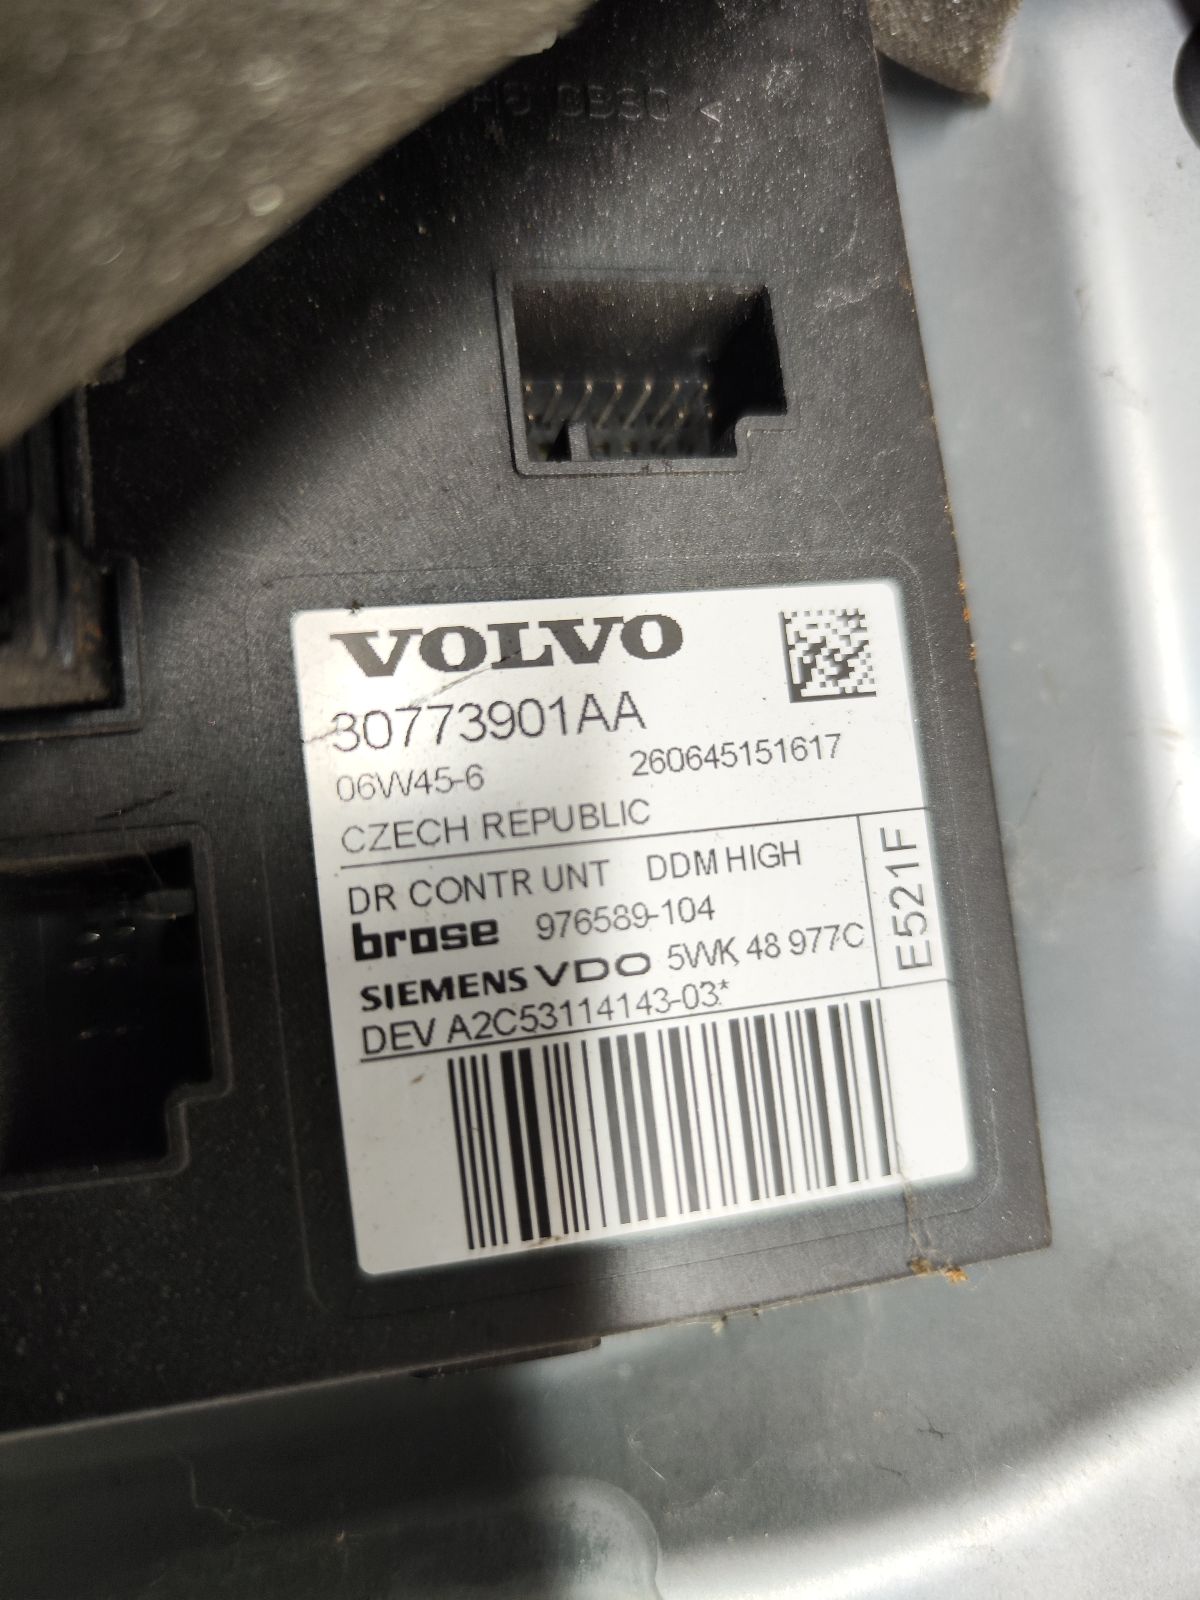 VOLVO
30773901AA
06W45-6 260645151617
CZECH REPUBLIC
DR CONTR UNT DDM HIGH
brose 976589-104
SIEMENS VDO 5WK 48 977C
DEV A2C53114143-03*
E521F